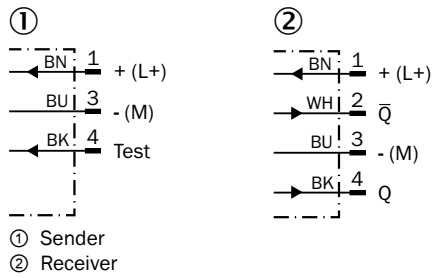 ① ②
BN 1 + (L+)
BU 3 - (M)
BK 4 Test
BN 1 + (L+)
WH 2 Q̅
BU 3 - (M)
BK 4 Q
① Sender
② Receiver